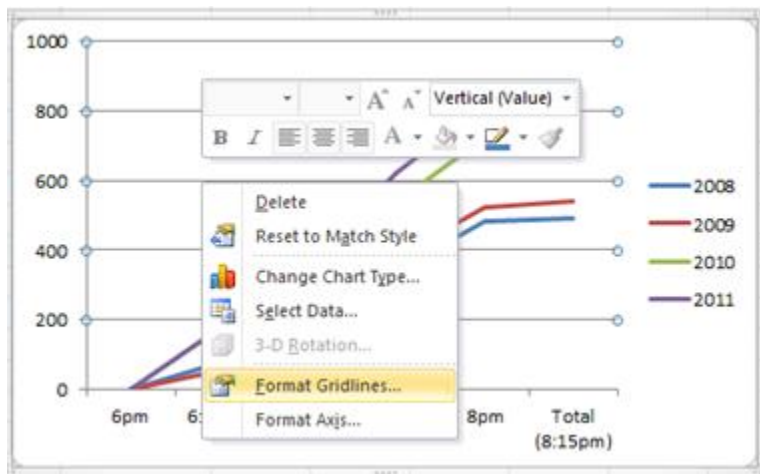 1000
800
600
400
200
0
Vertical (Value)
A A
B I A
Delete
Reset to Match Style
Change Chart Type...
Select Data...
3-D Rotation...
Format Gridlines...
Format Axis...
6pm 6: 8pm Total
(8:15pm)
2008
2009
2010
2011